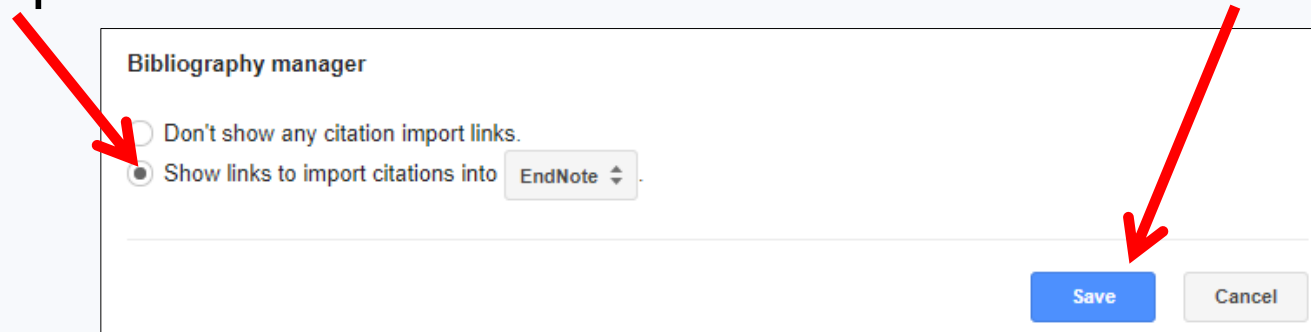 Bibliography manager
Don't show any citation import links.
Show links to import citations into EndNote .
Save Cancel